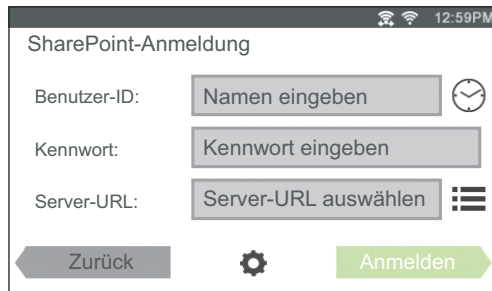 12:59PM
SharePoint-Anmeldung
Benutzer-ID: Namen eingeben
Kennwort: Kennwort eingeben
Server-URL: Server-URL auswählen
Zurück Anmelden